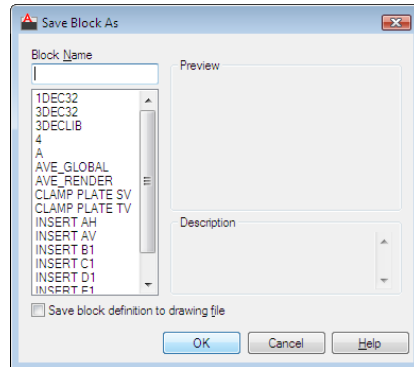 Save Block As
Block Name
Preview
1DEC32
3DEC32
3DECLIB
4
A
AVE_GLOBAL
AVE_RENDER
CLAMP PLATE SV
CLAMP PLATE TV
INSERT AH
INSERT AV
INSERT B1
INSERT C1
INSERT D1
INSERT E1
Description
Save block definition to drawing file
OK
Cancel
Help